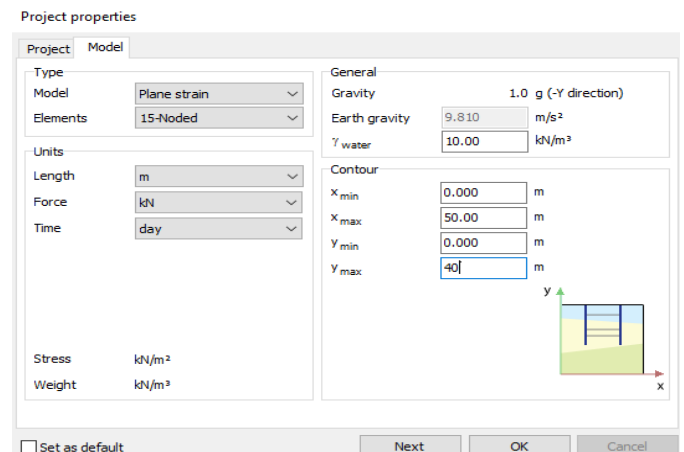 Project properties
Project Model
Type
Model Plane strain
Elements 15-Noded
Units
Length m
Force kN
Time day
Stress kN/m²
Weight kN/m³
General
Gravity 1.0 g (-Y direction)
Earth gravity 9.810 m/s²
γ water 10.00 kN/m³
Contour
x min 0.000 m
x max 50.00 m
y min 0.000 m
y max 40 m
y
x
Set as default Next OK Cancel